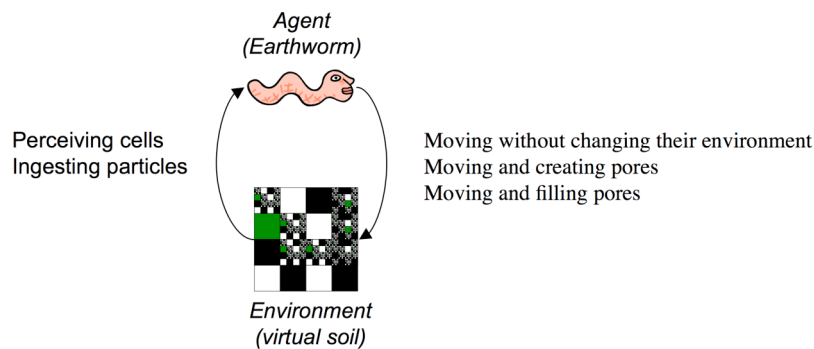 Agent
(Earthworm)
Perceiving cells
Ingesting particles
Moving without changing their environment
Moving and creating pores
Moving and filling pores
Environment
(virtual soil)